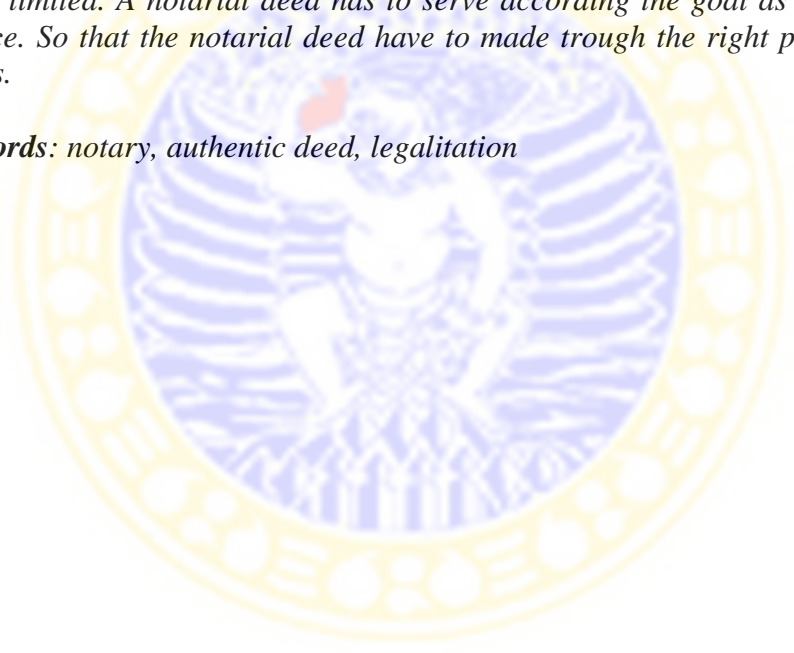 limited. A notarial deed has to serve according the goal as
ce. So that the notarial deed have to made trough the right p
s.
ords: notary, authentic deed, legalitation